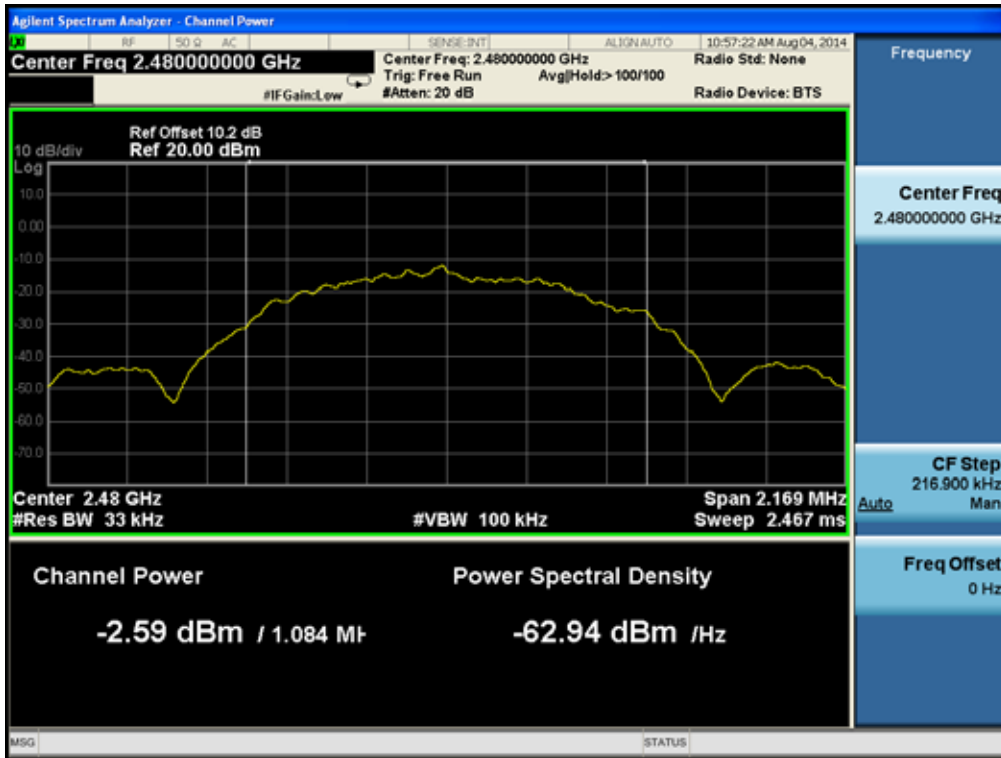 Agilent Spectrum Analyzer - Channel Power
RF 50 Ω AC SENSE:INT ALIGN AUTO 10:57:22 AM Aug 04, 2014
Center Freq 2.480000000 GHz
Center Freq: 2.480000000 GHz Radio Std: None
Trig: Free Run Avg|Hold:> 100/100
#IFGain:Low #Atten: 20 dB Radio Device: BTS
Ref Offset 10.2 dB
10 dB/div Ref 20.00 dBm
Log
10.0
0.00
-10.0
-20.0
-30.0
-40.0
-50.0
-60.0
-70.0
Center 2.48 GHz Span 2.169 MHz
#Res BW 33 kHz #VBW 100 kHz Sweep 2.467 ms
Channel Power Power Spectral Density
-2.59 dBm / 1.084 MH -62.94 dBm /Hz
MSG STATUS
Frequency
Center Freq
2.480000000 GHz
CF Step
216.900 kHz
Auto Man
Freq Offset
0 Hz